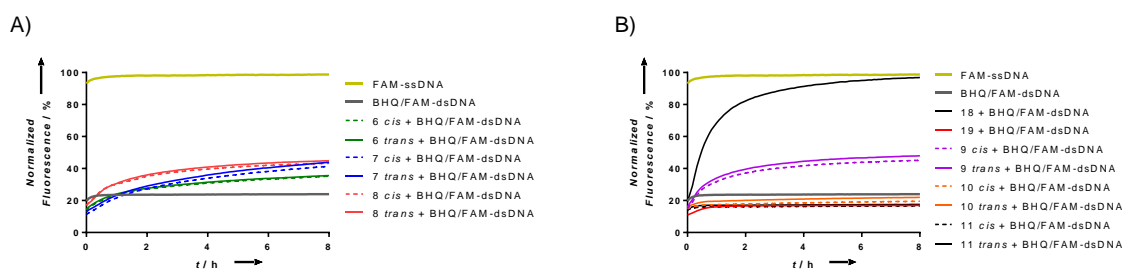 A)
B)
Normalized
Fluorescence / %
100
80
60
40
20
0
0
2
4
6
8
t / h
FAM-ssDNA
BHQ/FAM-dsDNA
6 cis + BHQ/FAM-dsDNA
6 trans + BHQ/FAM-dsDNA
7 cis + BHQ/FAM-dsDNA
7 trans + BHQ/FAM-dsDNA
8 cis + BHQ/FAM-dsDNA
8 trans + BHQ/FAM-dsDNA
Normalized
Fluorescence / %
100
80
60
40
20
0
0
2
4
6
8
t / h
FAM-ssDNA
BHQ/FAM-dsDNA
18 + BHQ/FAM-dsDNA
19 + BHQ/FAM-dsDNA
9 cis + BHQ/FAM-dsDNA
9 trans + BHQ/FAM-dsDNA
10 cis + BHQ/FAM-dsDNA
10 trans + BHQ/FAM-dsDNA
11 cis + BHQ/FAM-dsDNA
11 trans + BHQ/FAM-dsDNA